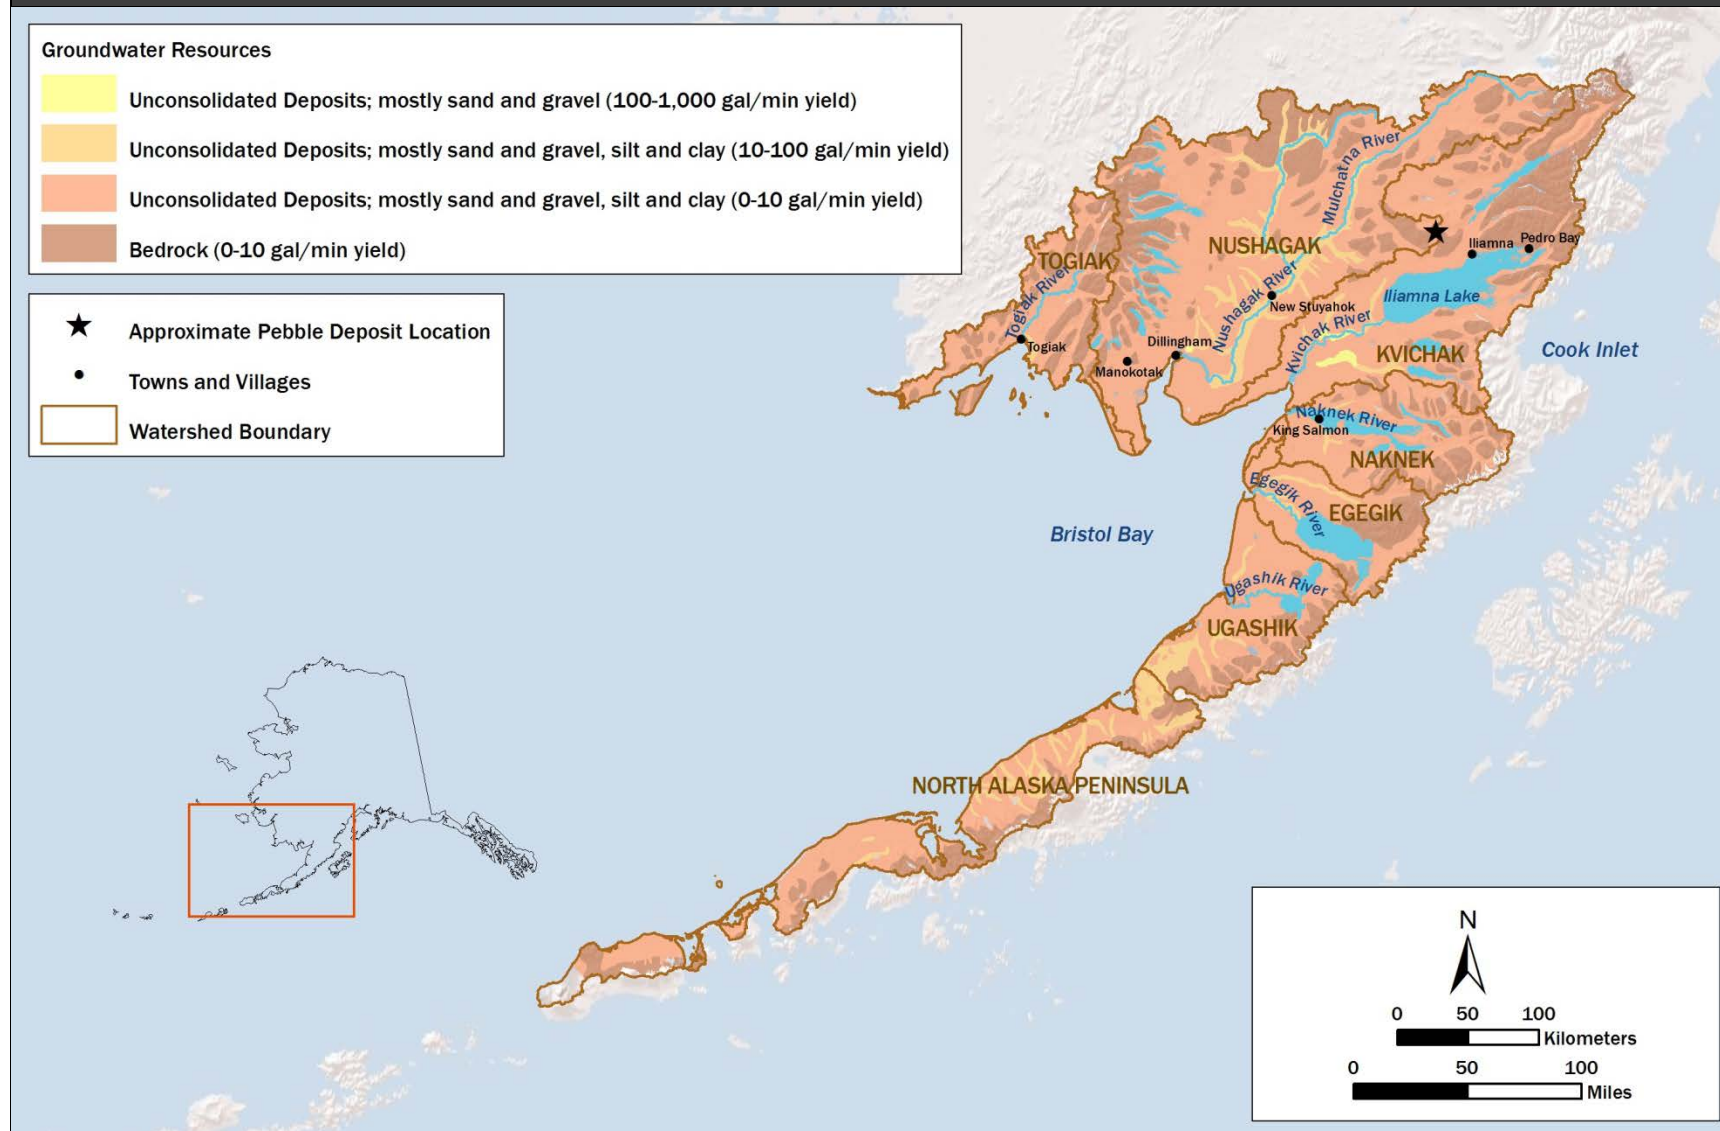 Groundwater Resources
Unconsolidated Deposits; mostly sand and gravel (100-1,000 gal/min yield)
Unconsolidated Deposits; mostly sand and gravel, silt and clay (10-100 gal/min yield)
Unconsolidated Deposits; mostly sand and gravel, silt and clay (0-10 gal/min yield)
Bedrock (0-10 gal/min yield)
Approximate Pebble Deposit Location
Towns and Villages
Watershed Boundary
Mulchatna River
NUSHAGAK
TOGIAK
Togiak River
Iliamna
Pedro Bay
Iliamna Lake
Nushagak River
New Stuyahok
Kvichak River
Togiak
Dillingham
Manokotak
KVICHAK
Cook Inlet
Naknek River
King Salmon
NAKNEK
Egegik River
EGEGIK
Bristol Bay
Ugashik River
UGASHIK
NORTH ALASKA PENINSULA
N
0 50 100
Kilometers
0 50 100
Miles